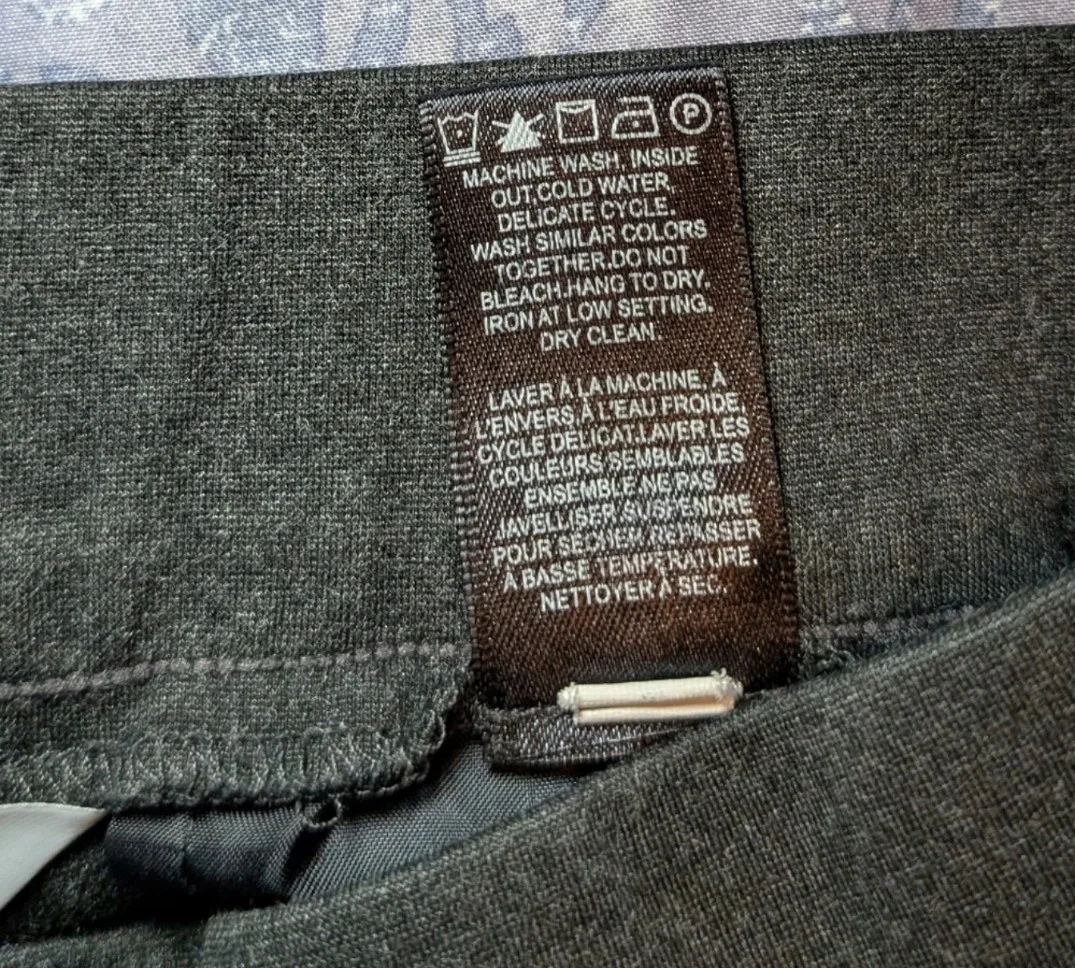 P
MACHINE WASH, INSIDE
OUT,COLD WATER,
DELICATE CYCLE.
WASH SIMILAR COLORS
TOGETHER.DO NOT
BLEACH.HANG TO DRY.
IRON AT LOW SETTING.
DRY CLEAN.
LAVER À LA MACHINE, À
L'ENVERS,À L'EAU FROIDE,
CYCLE DÉLICAT.LAVER LES
COULEURS SEMBLABLES
ENSEMBLE.NE PAS
JAVELLISER.SUSPENDRE
POUR SÉCHER.REPASSER
À BASSE TEMPÉRATURE.
NETTOYER À SEC.